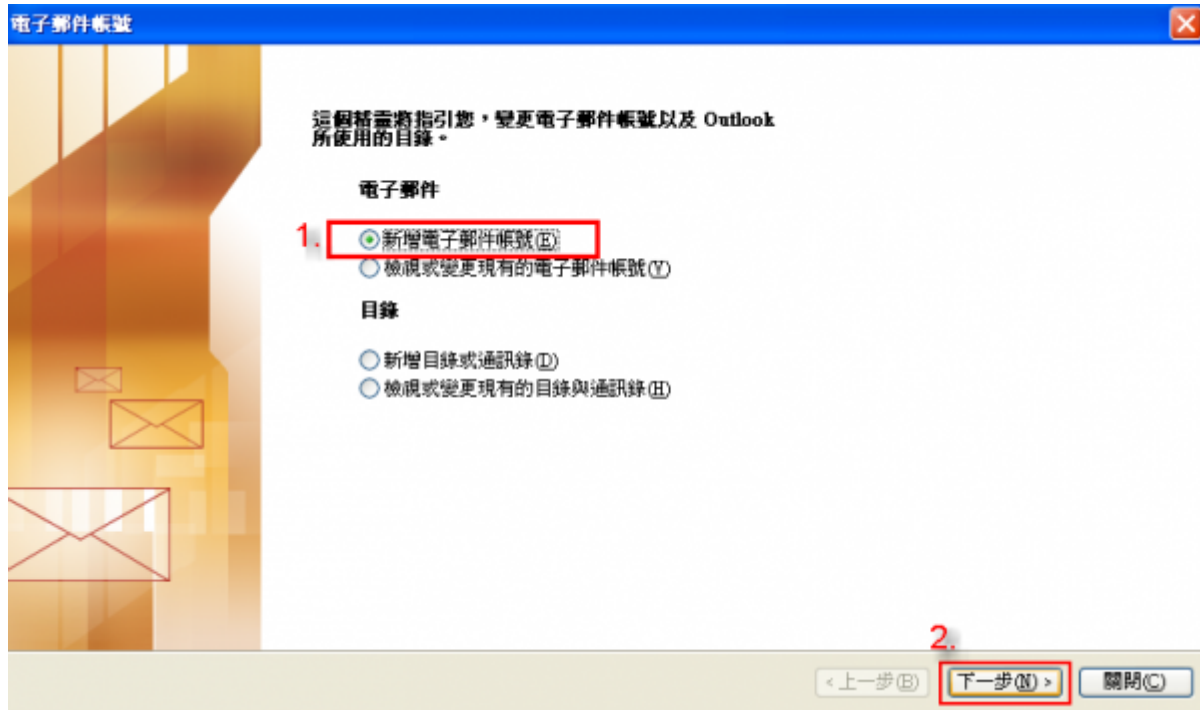 電子郵件帳號
這個精靈將指引您，變更電子郵件帳號以及 Outlook
所使用的目錄。
電子郵件
1. 新增電子郵件帳號(E)
檢視或變更現有的電子郵件帳號(Y)
目錄
新增目錄或通訊錄(D)
檢視或變更現有的目錄與通訊錄(H)
2.
<上一步(B) 下一步(N)> 關閉(C)